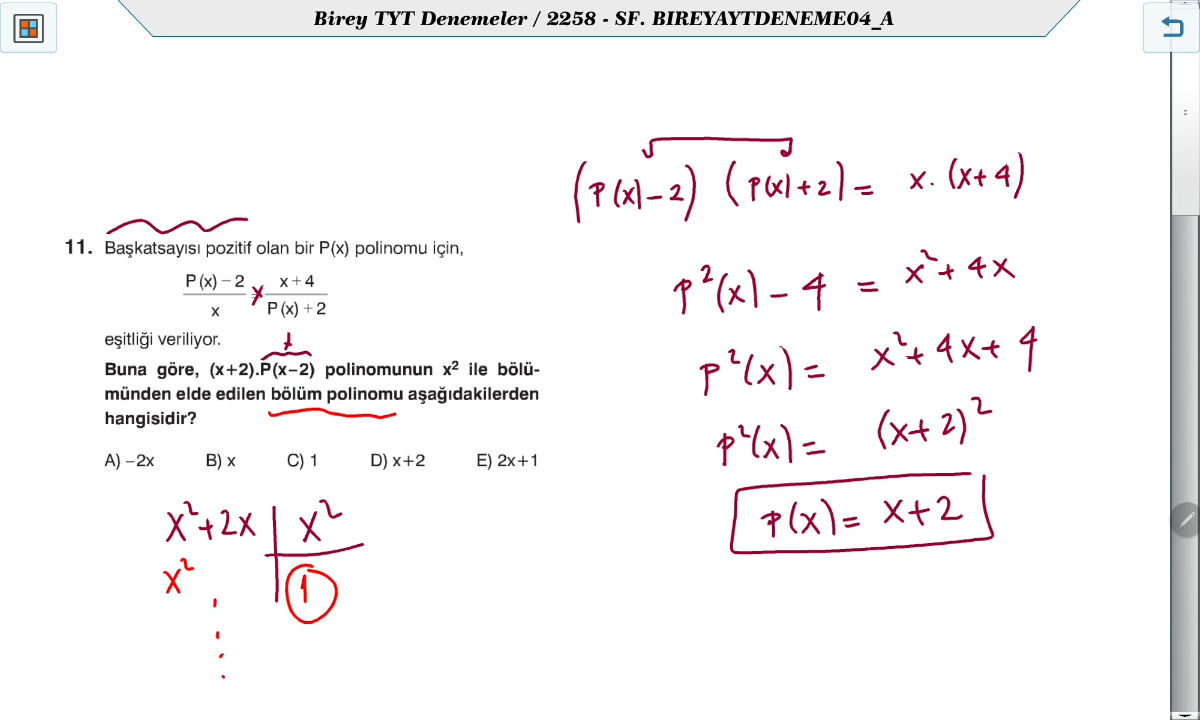 Birey TYT Denemeler / 2258 - SF. BIREYAYTDENEME04_A
11. Başkatsayısı pozitif olan bir P(x) polinomu için,
P(x) – 2 / x = x+4 / P(x) + 2
eşitliği veriliyor.
Buna göre, (x+2).P(x–2) polinomunun x² ile bölü-
münden elde edilen bölüm polinomu aşağıdakilerden
hangisidir?
A) –2x B) x C) 1 D) x+2 E) 2x+1
x²+2x | x²
x² 1
(P(x)–2) (P(x)+2) = x.(x+4)
P²(x) – 4 = x²+4x
P²(x) = x²+4x+4
P²(x) = (x+2)²
P(x) = x+2